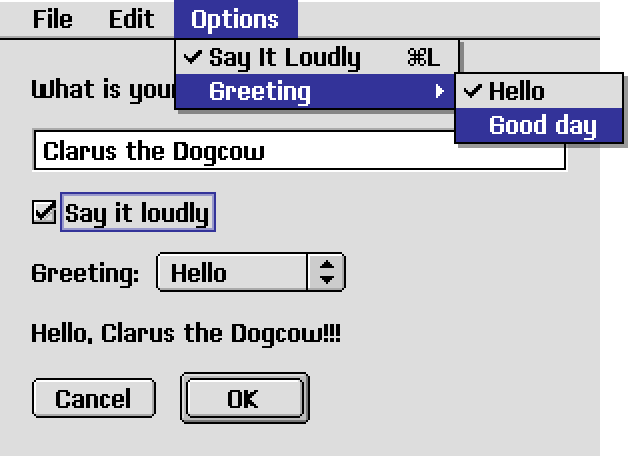 File Edit Options
Say It Loudly ⌘L
What is your
Greeting
Hello
Good day
Clarus the Dogcow
Say it loudly
Greeting: Hello
Hello, Clarus the Dogcow!!!
Cancel OK